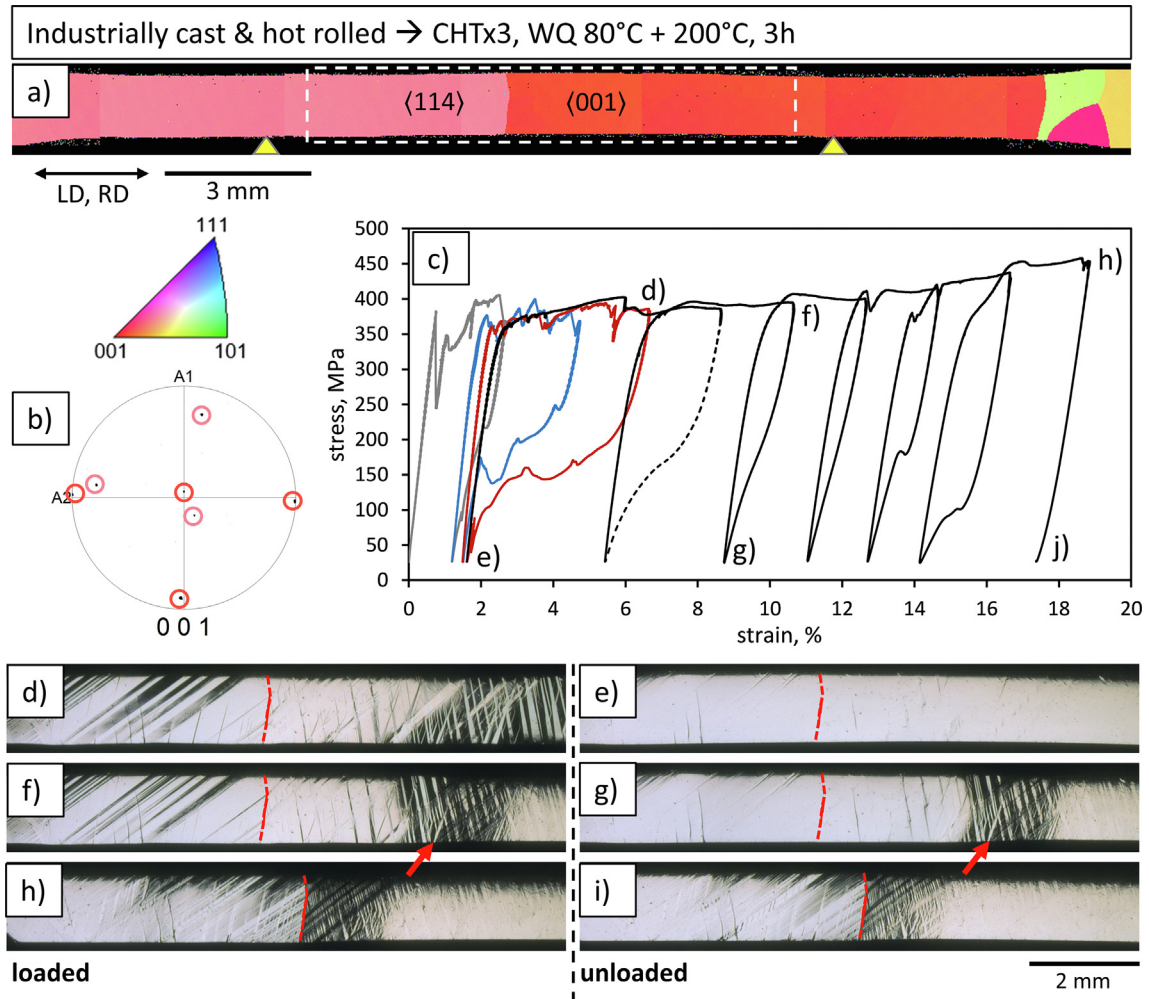 Industrially cast & hot rolled → CHTx3, WQ 80°C + 200°C, 3h
a)
⟨114⟩
⟨001⟩
LD, RD
3 mm
111
001
101
b)
A1
A2
0 0 1
c)
stress, MPa
500
450
400
350
300
250
200
150
100
50
0
0
2
4
6
8
10
12
14
16
18
20
strain, %
d)
e)
f)
g)
h)
j)
d)
e)
f)
g)
h)
i)
loaded
unloaded
2 mm